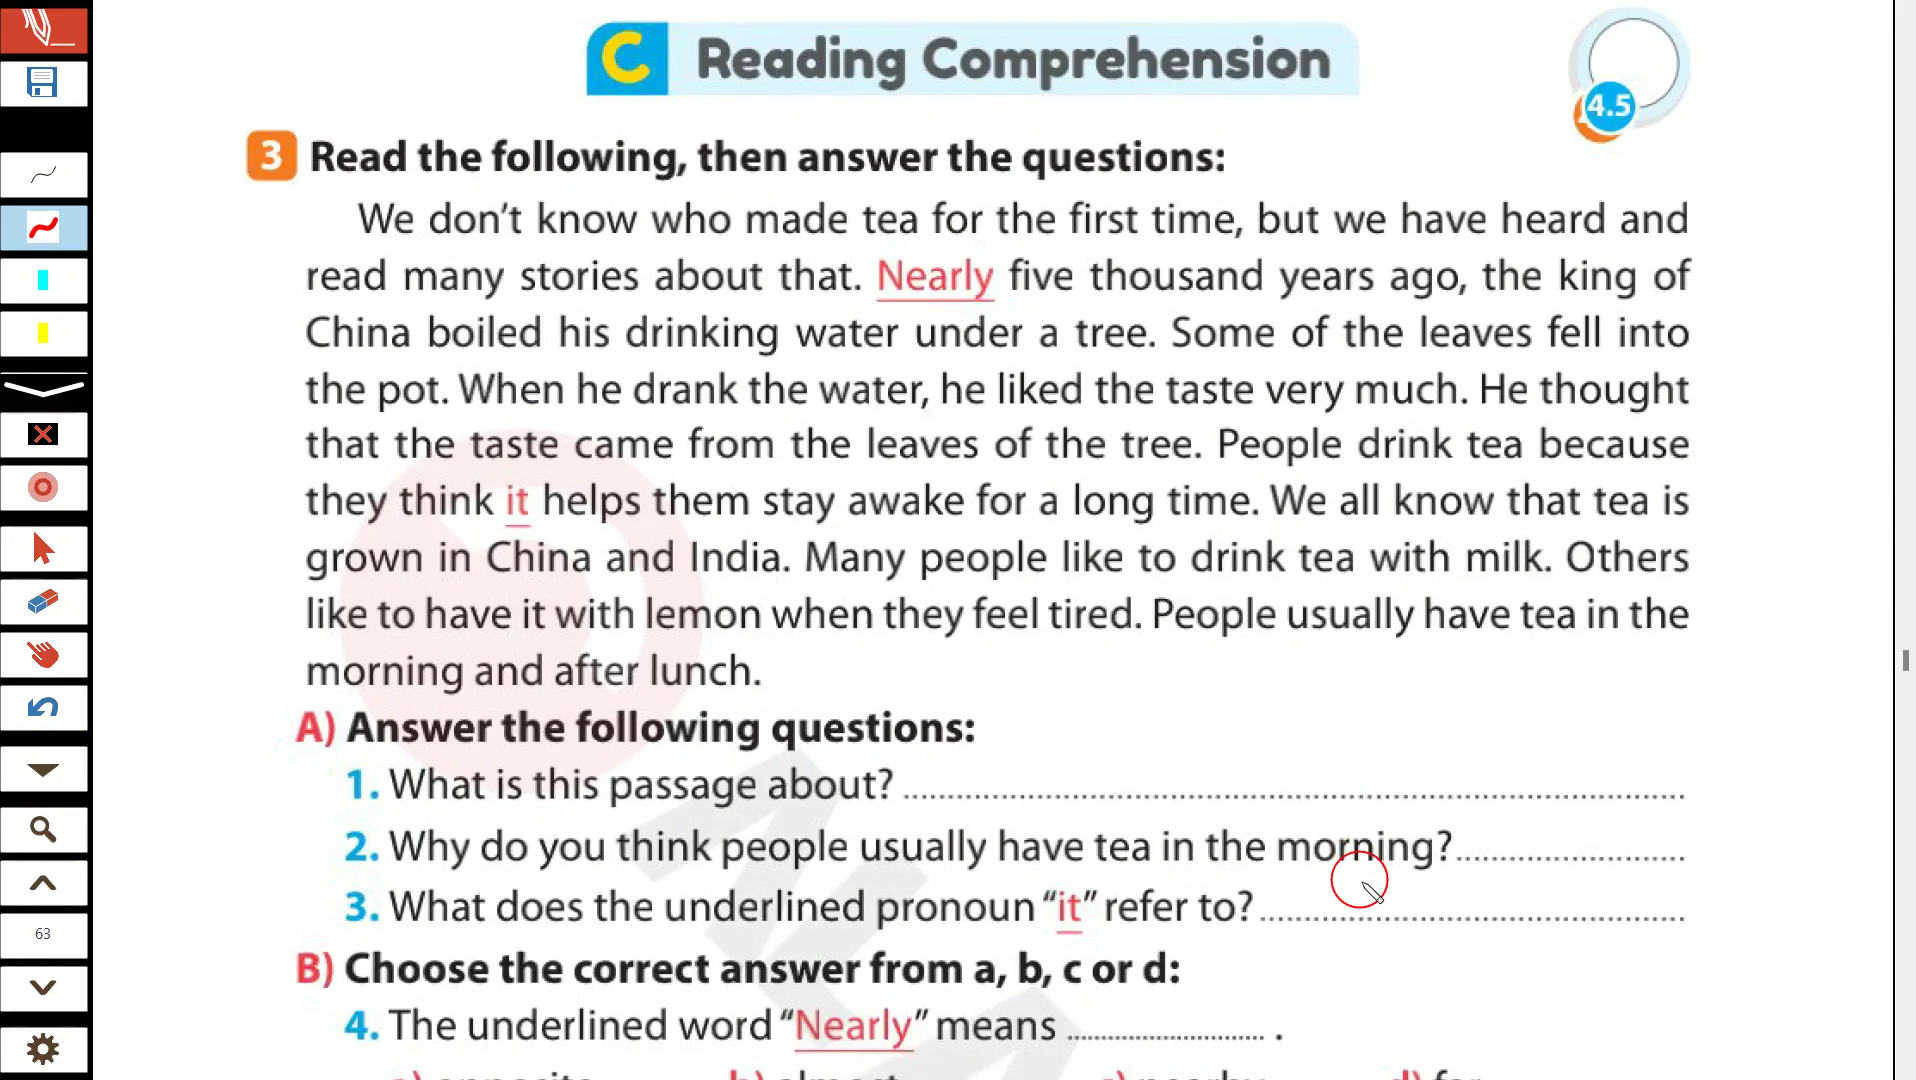 C Reading Comprehension
4.5
3 Read the following, then answer the questions:
We don't know who made tea for the first time, but we have heard and
read many stories about that. Nearly five thousand years ago, the king of
China boiled his drinking water under a tree. Some of the leaves fell into
the pot. When he drank the water, he liked the taste very much. He thought
that the taste came from the leaves of the tree. People drink tea because
they think it helps them stay awake for a long time. We all know that tea is
grown in China and India. Many people like to drink tea with milk. Others
like to have it with lemon when they feel tired. People usually have tea in the
morning and after lunch.
A) Answer the following questions:
1. What is this passage about? ........................................................
2. Why do you think people usually have tea in the morning? ........................
3. What does the underlined pronoun “it” refer to? ........................................
B) Choose the correct answer from a, b, c or d:
4. The underlined word “Nearly” means ........................ .
a) opposite b) almost c) nearby d) far
63